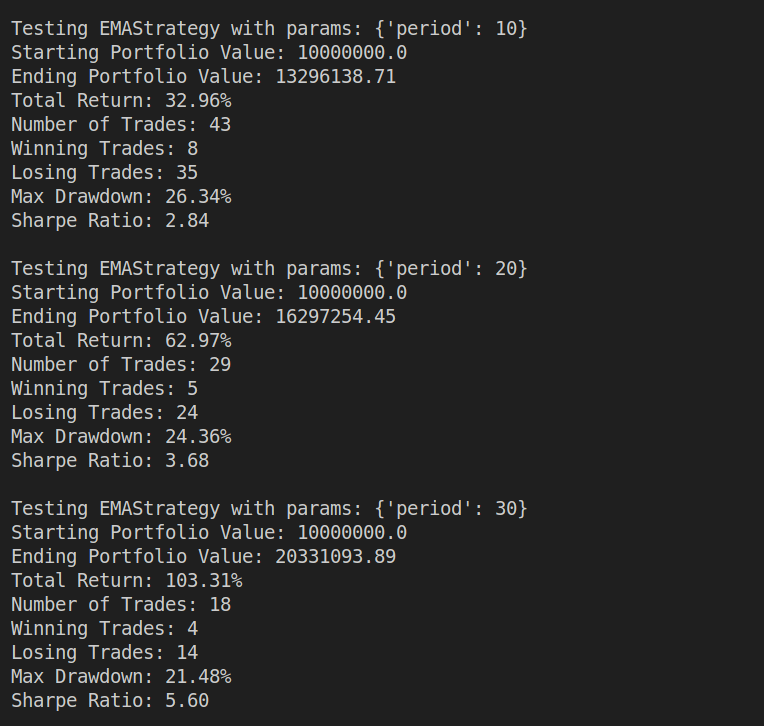 Testing EMAStrategy with params: {'period': 10}
Starting Portfolio Value: 10000000.0
Ending Portfolio Value: 13296138.71
Total Return: 32.96%
Number of Trades: 43
Winning Trades: 8
Losing Trades: 35
Max Drawdown: 26.34%
Sharpe Ratio: 2.84
Testing EMAStrategy with params: {'period': 20}
Starting Portfolio Value: 10000000.0
Ending Portfolio Value: 16297254.45
Total Return: 62.97%
Number of Trades: 29
Winning Trades: 5
Losing Trades: 24
Max Drawdown: 24.36%
Sharpe Ratio: 3.68
Testing EMAStrategy with params: {'period': 30}
Starting Portfolio Value: 10000000.0
Ending Portfolio Value: 20331093.89
Total Return: 103.31%
Number of Trades: 18
Winning Trades: 4
Losing Trades: 14
Max Drawdown: 21.48%
Sharpe Ratio: 5.60